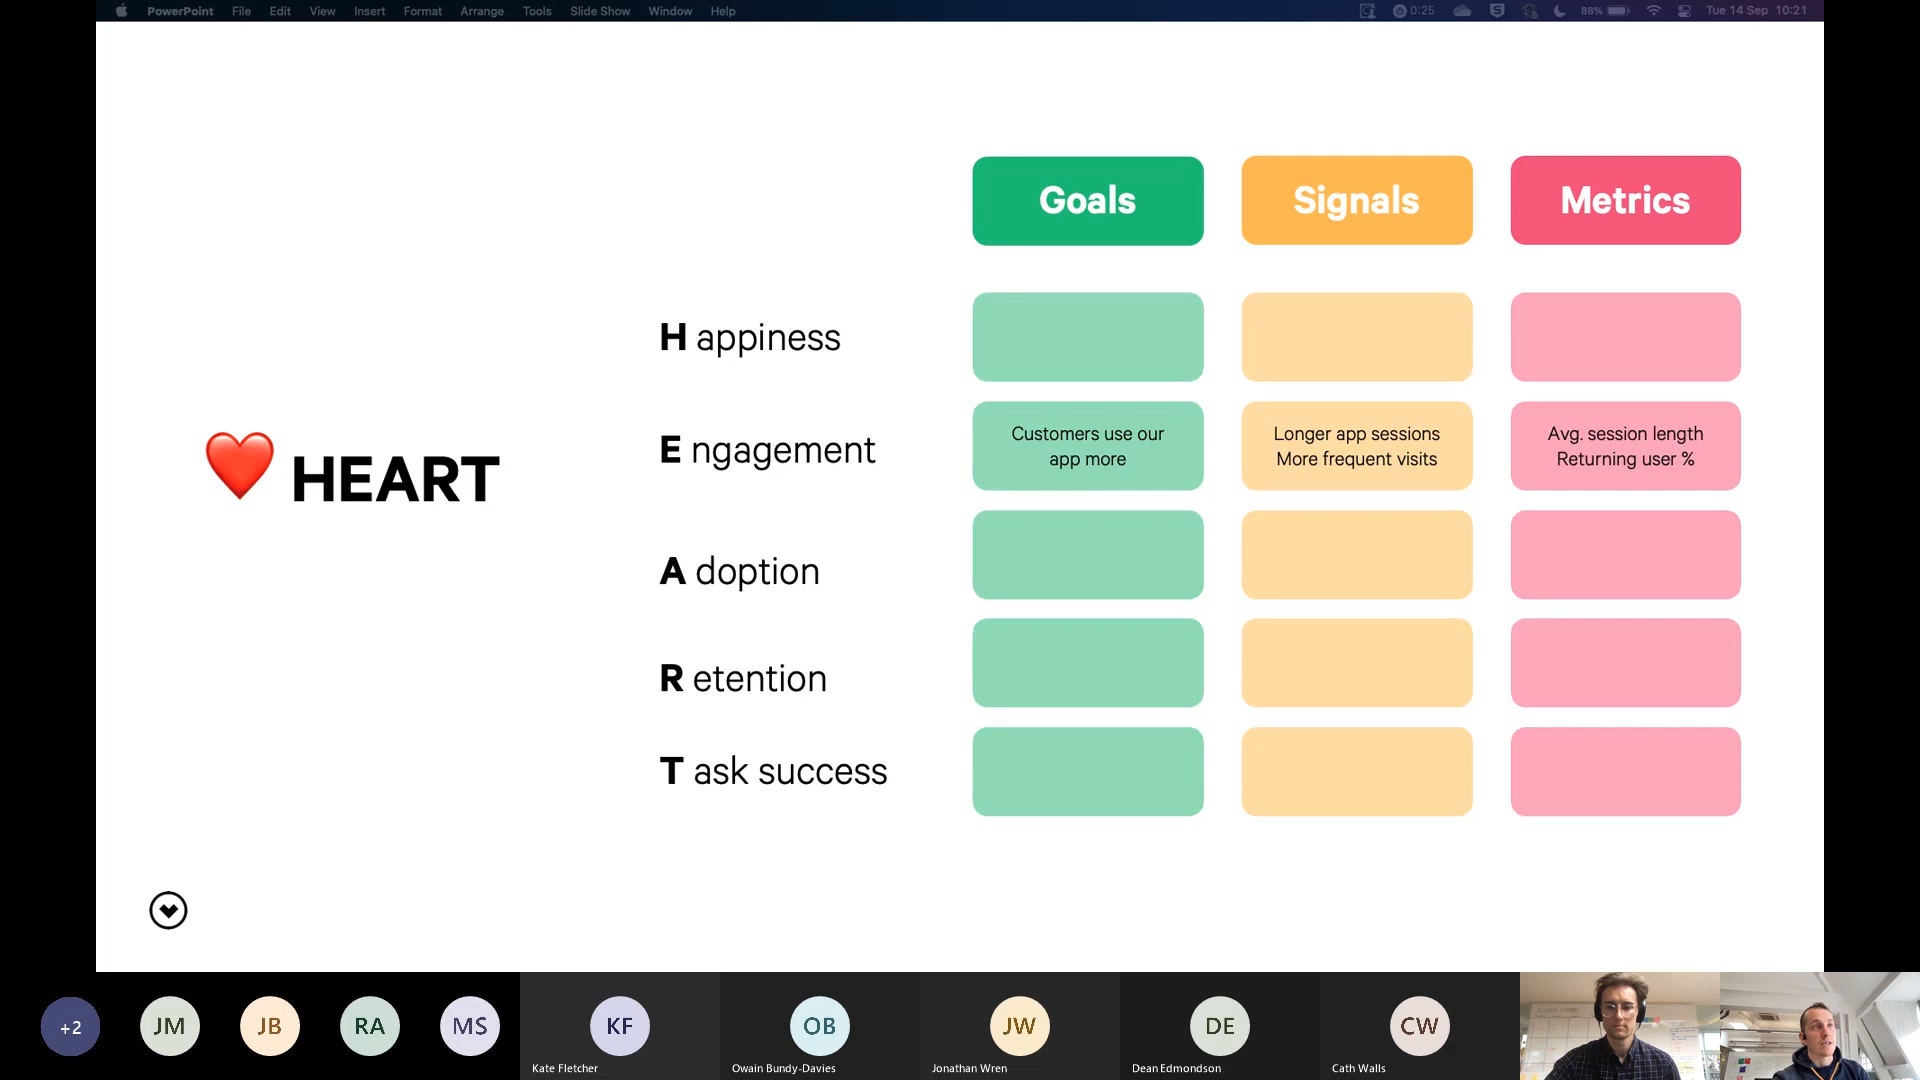 PowerPoint File Edit View Insert Format Arrange Tools Slide Show Window Help
0:25 88% Tue 14 Sep 10:21
Goals Signals Metrics
H appiness
E ngagement
Customers use our
app more
Longer app sessions
More frequent visits
Avg. session length
Returning user %
HEART
A doption
R etention
T ask success
+2 JM JB RA MS KF OB JW DE CW
Kate Fletcher Owain Bundy-Davies Jonathan Wren Dean Edmondson Cath Walls